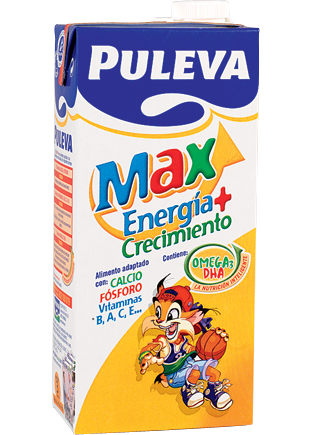 PULEVA
Max
Energía+
Crecimiento
Alimento adaptado
con: CALCIO
FÓSFORO
Vitaminas
B, A, C, E...
Contiene:
OMEGA3
DHA
LA NUTRICIÓN INTELIGENTE
PULEVA